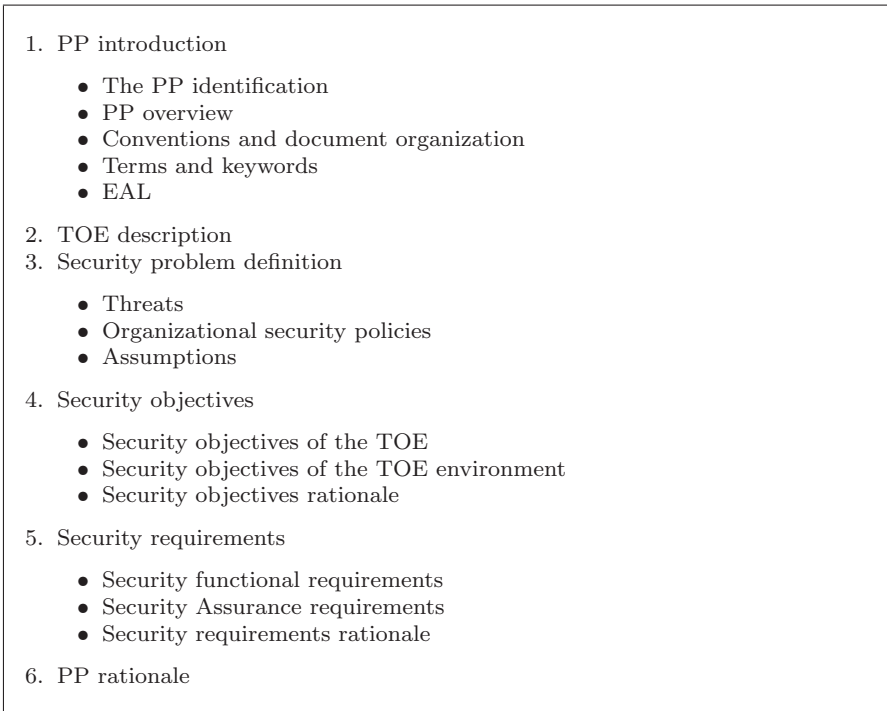 1. PP introduction
• The PP identification
• PP overview
• Conventions and document organization
• Terms and keywords
• EAL
2. TOE description
3. Security problem definition
• Threats
• Organizational security policies
• Assumptions
4. Security objectives
• Security objectives of the TOE
• Security objectives of the TOE environment
• Security objectives rationale
5. Security requirements
• Security functional requirements
• Security Assurance requirements
• Security requirements rationale
6. PP rationale